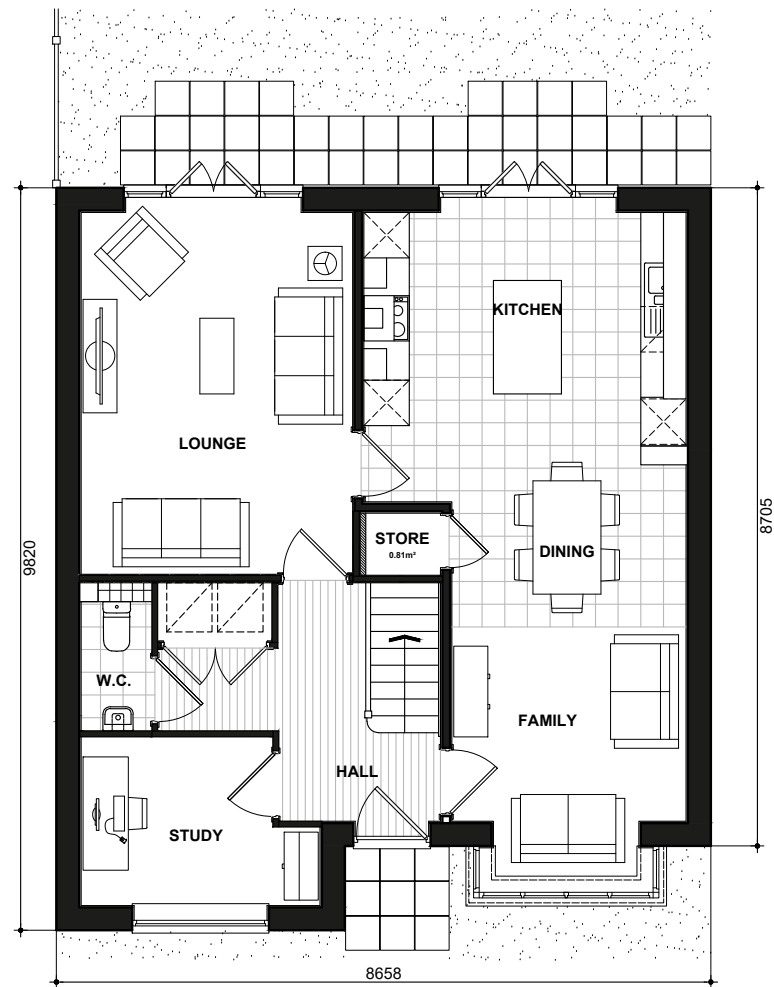 KITCHEN
LOUNGE
STORE
0.81m²
DINING
9820
8705
W.C.
FAMILY
HALL
STUDY
8658